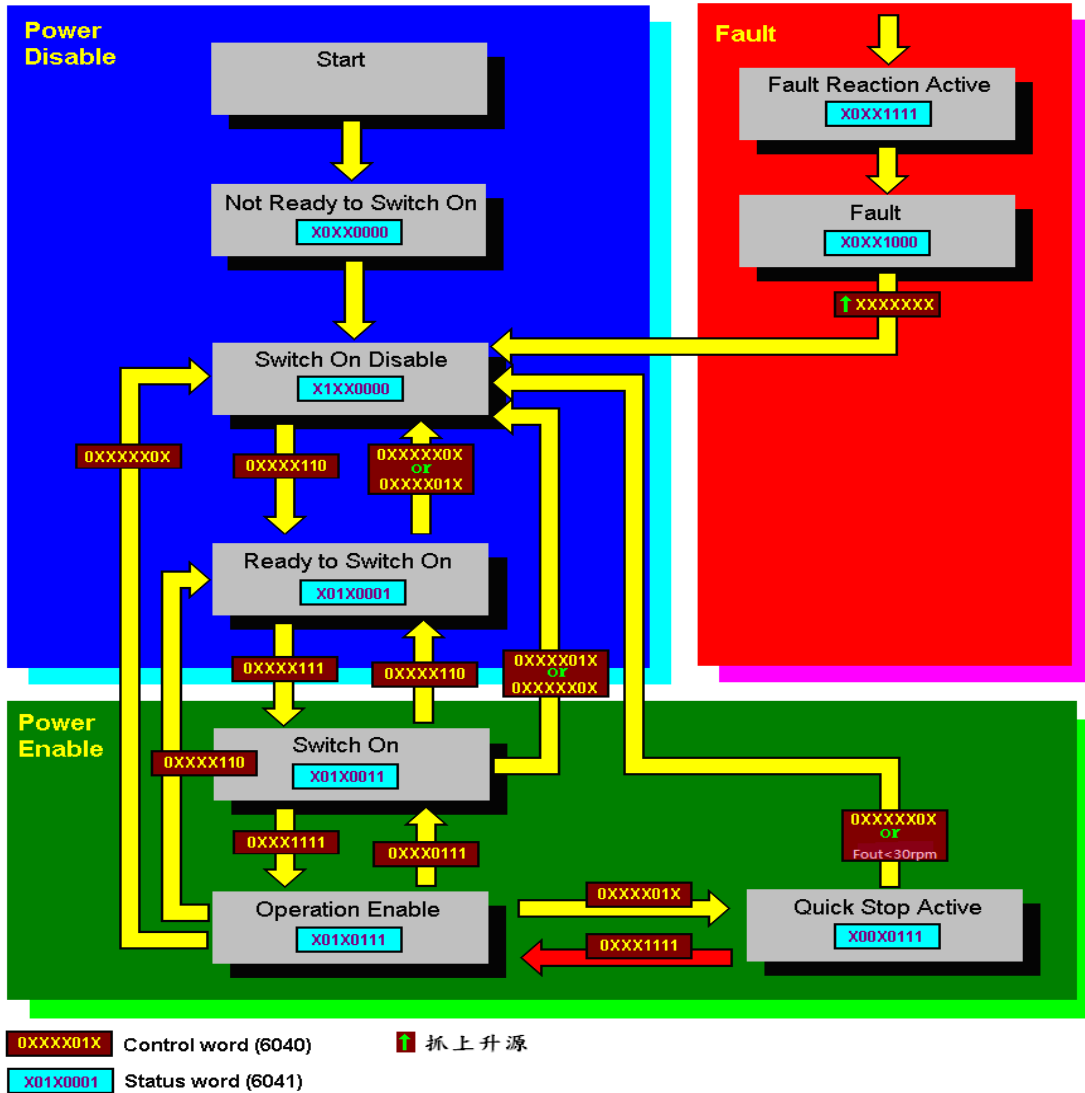 Power
Disable
Start
Not Ready to Switch On
X0XX0000
Switch On Disable
X1XX0000
0XXXXX0X
0XXXX110
0XXXXX0X
or
0XXXX01X
Ready to Switch On
X01X0001
0XXXX111
0XXXX110
0XXXX01X
or
0XXXXX0X
Fault
Fault Reaction Active
X0XX1111
Fault
X0XX1000
↑ XXXXXXX
Power
Enable
Switch On
X01X0011
0XXXX110
0XXX1111
0XXX0111
Operation Enable
X01X0111
0XXXX01X
0XXX1111
0XXXXX0X
or
Fout<30rpm
Quick Stop Active
X00X0111
0XXXX01X Control word (6040)
↑ 抓上升源
X01X0001 Status word (6041)